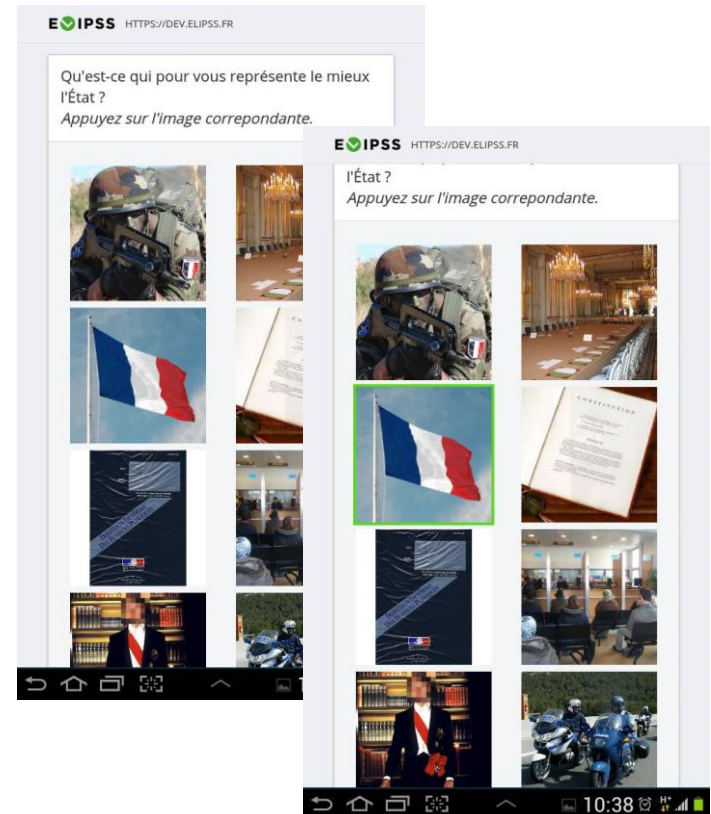 ELIPSS HTTPS://DEV.ELIPSS.FR
Qu'est-ce qui pour vous représente le mieux
l'État ?
Appuyez sur l'image correpondante.
ELIPSS HTTPS://DEV.ELIPSS.FR
l'État ?
Appuyez sur l'image correpondante.
CONSTITUTION
10:38
H+